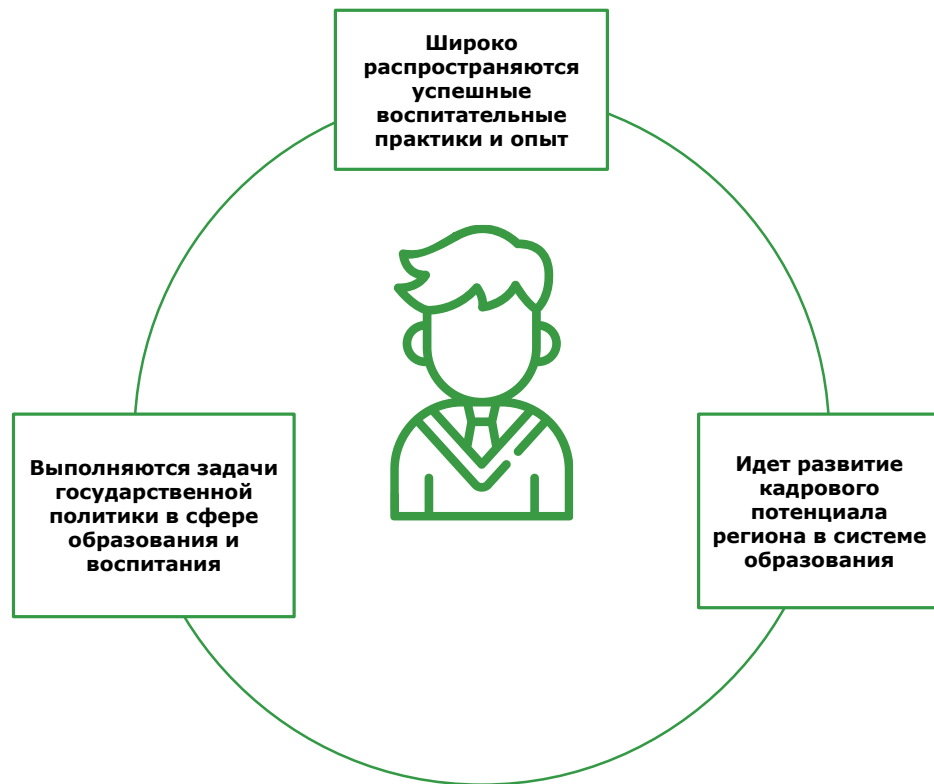 Широко
распространяются
успешные
воспитательные
практики и опыт
Выполняются задачи
государственной
политики в сфере
образования и
воспитания
Идет развитие
кадрового
потенциала
региона в системе
образования